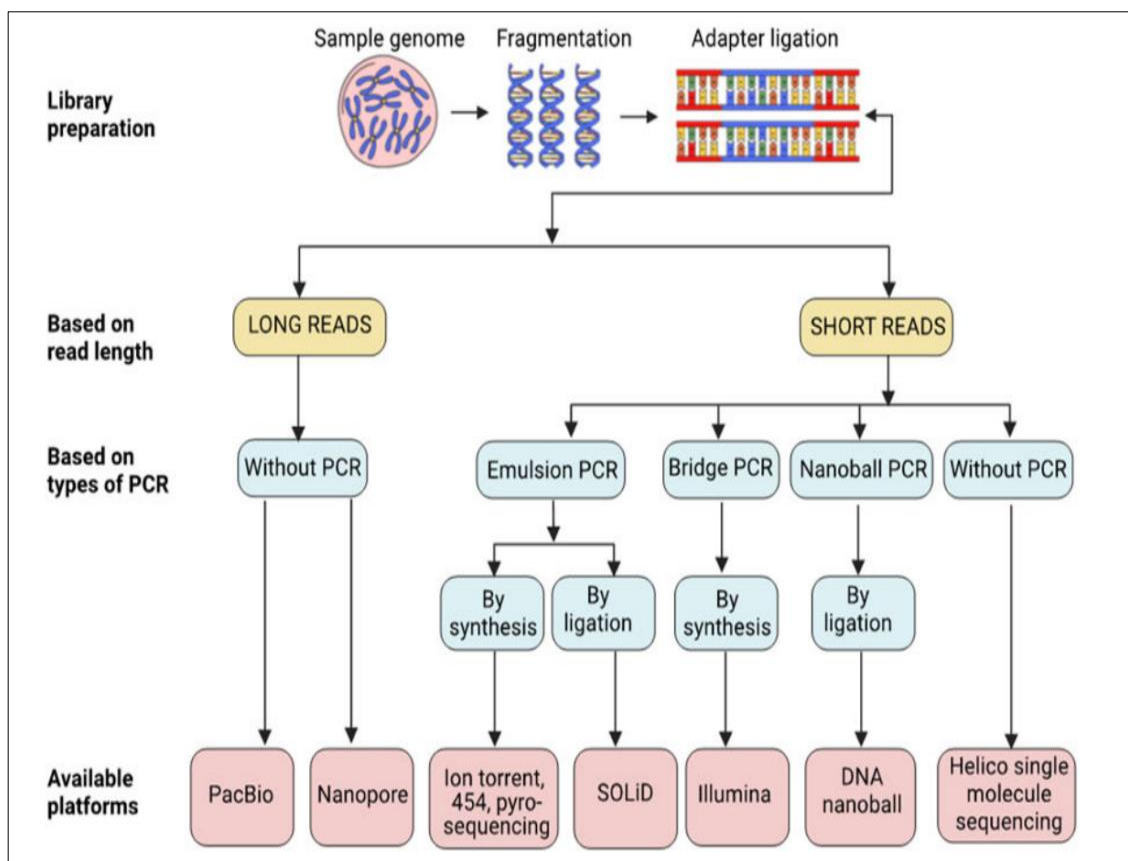 Sample genome
Fragmentation
Adapter ligation
Library
preparation
Based on
read length
LONG READS
SHORT READS
Based on
types of PCR
Without PCR
Emulsion PCR
Bridge PCR
Nanoball PCR
Without PCR
By
synthesis
By
ligation
By
synthesis
By
ligation
Available
platforms
PacBio
Nanopore
Ion torrent,
454, pyro-
sequencing
SOLiD
Illumina
DNA
nanoball
Helico single
molecule
sequencing